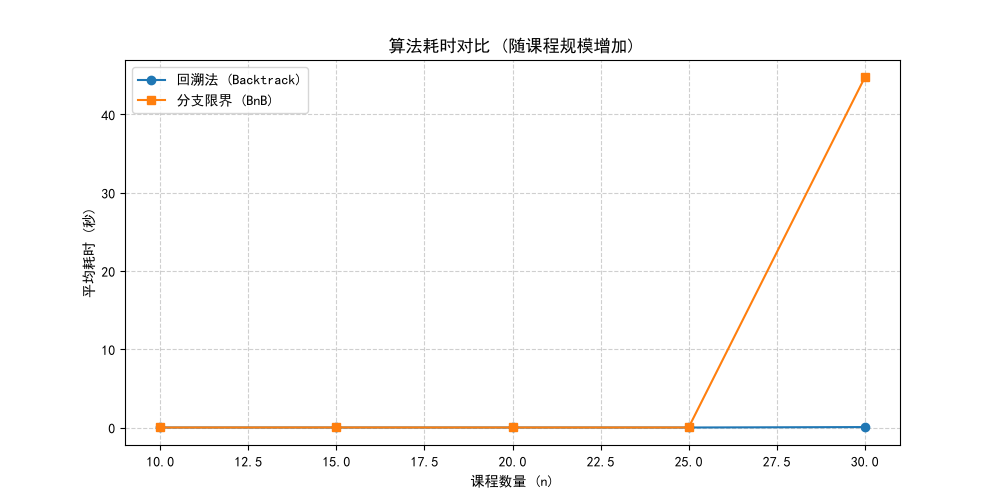 算法耗时对比 (随课程规模增加)
回溯法 (Backtrack)
分支限界 (BnB)
平均耗时 (秒)
40
30
20
10
0
10.0 12.5 15.0 17.5 20.0 22.5 25.0 27.5 30.0
课程数量 (n)